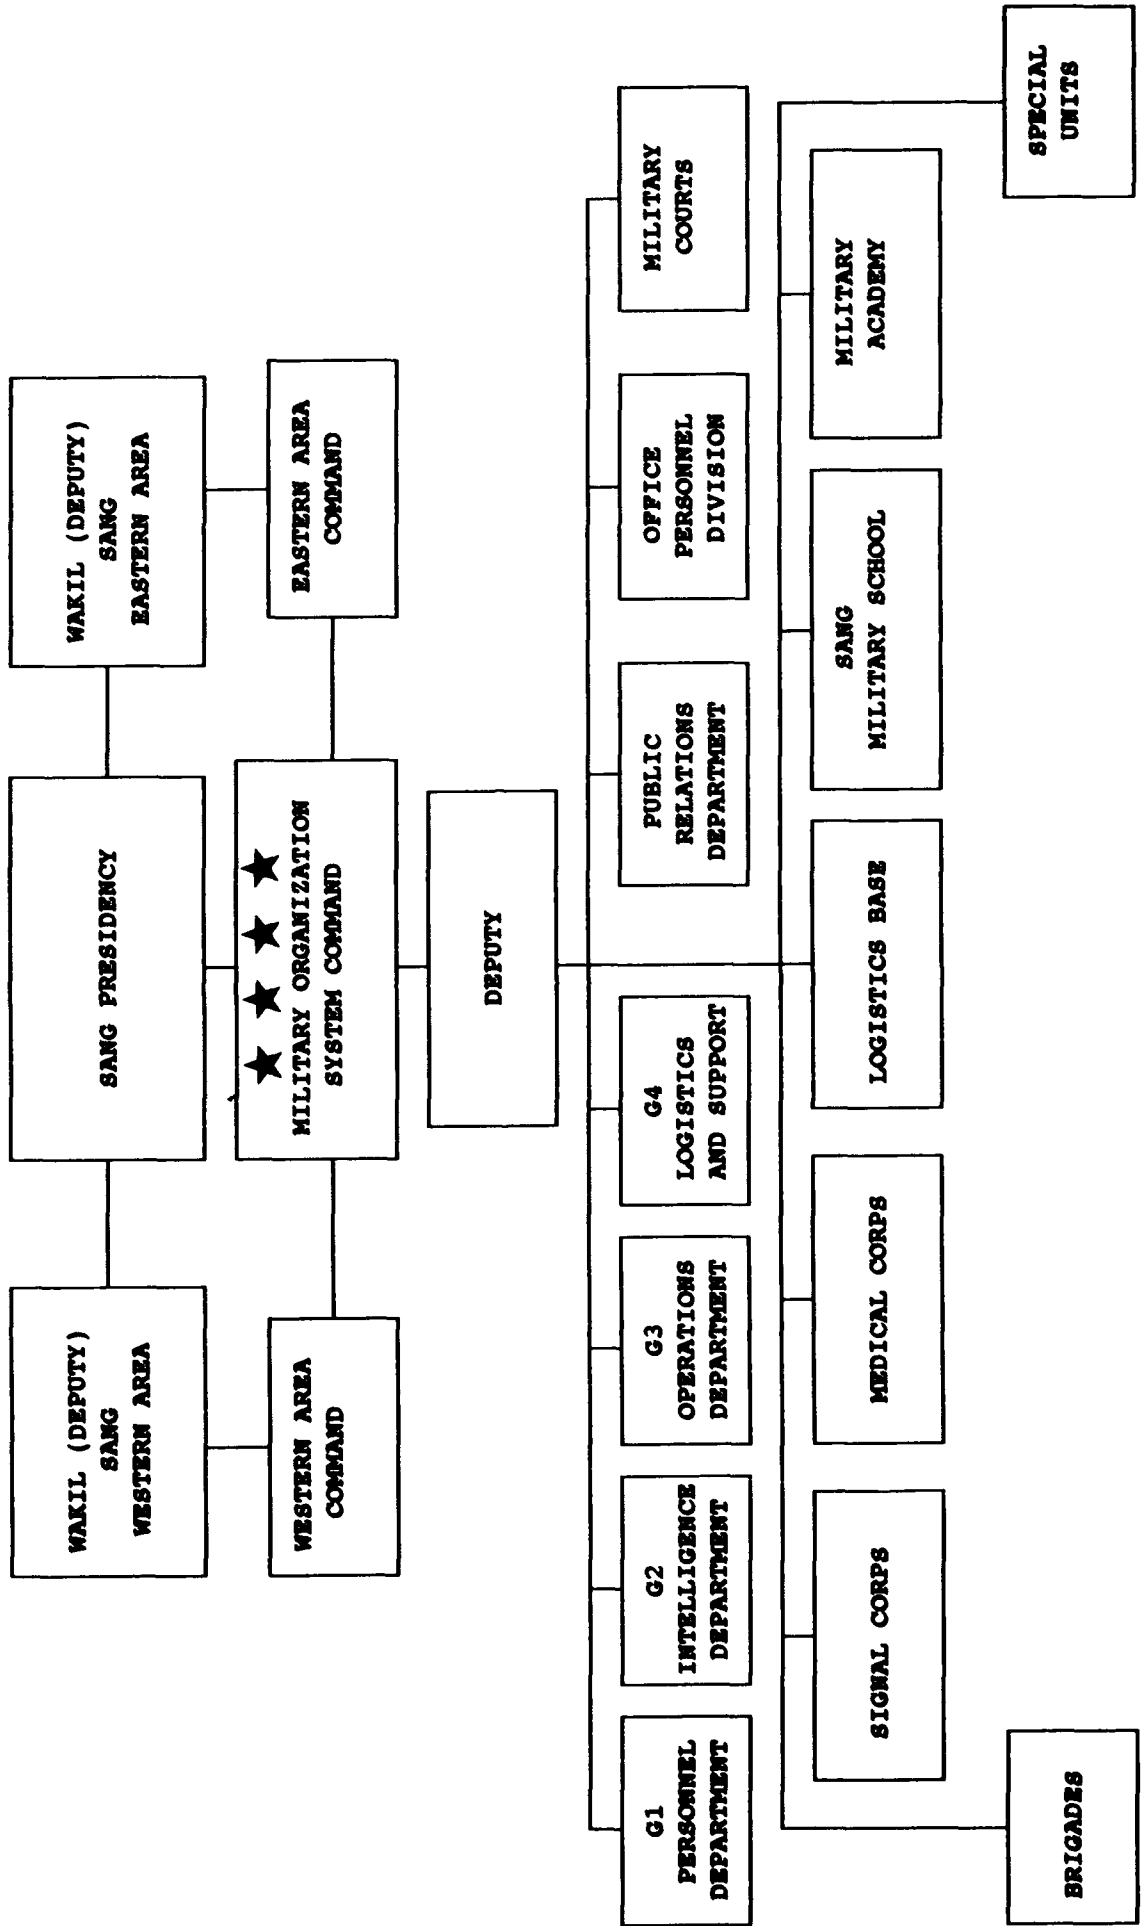 WAKIL (DEPUTY)
SANG
WESTERN AREA
SANG PRESIDENCY
WAKIL (DEPUTY)
SANG
EASTERN AREA
WESTERN AREA
COMMAND
MILITARY ORGANIZATION
SYSTEM COMMAND
EASTERN AREA
COMMAND
DEPUTY
G1
PERSONNEL
DEPARTMENT
G2
INTELLIGENCE
DEPARTMENT
G3
OPERATIONS
DEPARTMENT
G4
LOGISTICS
AND SUPPORT
PUBLIC
RELATIONS
DEPARTMENT
OFFICE
PERSONNEL
DIVISION
MILITARY
COURTS
SIGNAL CORPS
MEDICAL CORPS
LOGISTICS BASE
SANG
MILITARY SCHOOL
MILITARY
ACADEMY
BRIGADES
SPECIAL
UNITS